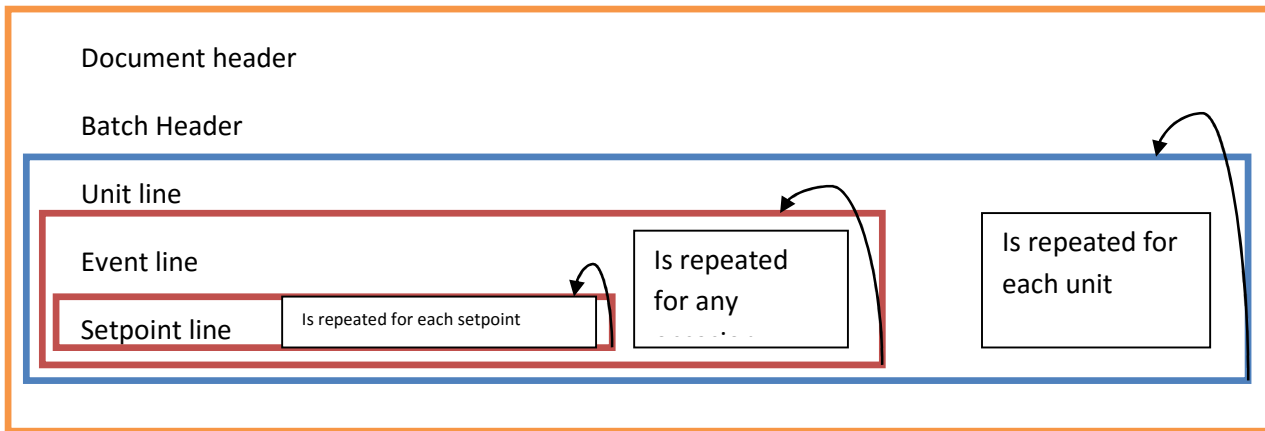 Document header
Batch Header
Unit line
Event line
Setpoint line
Is repeated for each setpoint
Is repeated
for any
Is repeated for
each unit